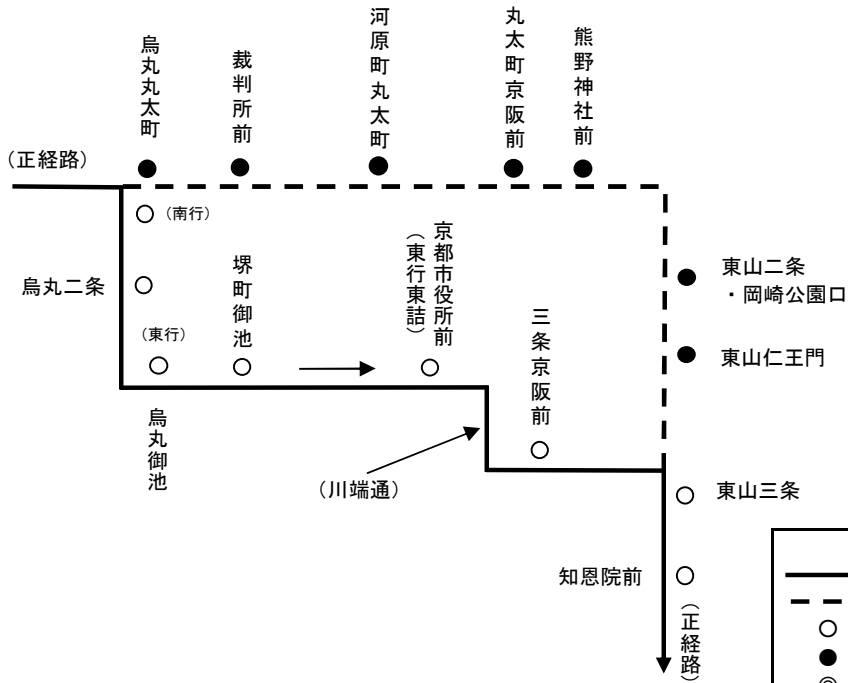 烏丸丸太町
裁判所前
河原町丸太町
丸太町京阪前
熊野神社前
(正経路)
(南行)
烏丸二条
堺町御池
京都市役所前
(東行東詰)
東山二条
・岡崎公園口
(東行)
三条京阪前
東山仁王門
烏丸御池
(川端通)
東山三条
知恩院前
(正経路)